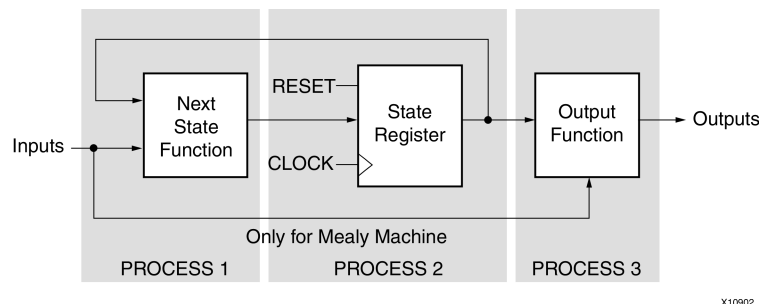 RESET
Next
State
Function
State
Register
Output
Function
Outputs
Inputs
CLOCK
Only for Mealy Machine
PROCESS 1
PROCESS 2
PROCESS 3
X10902